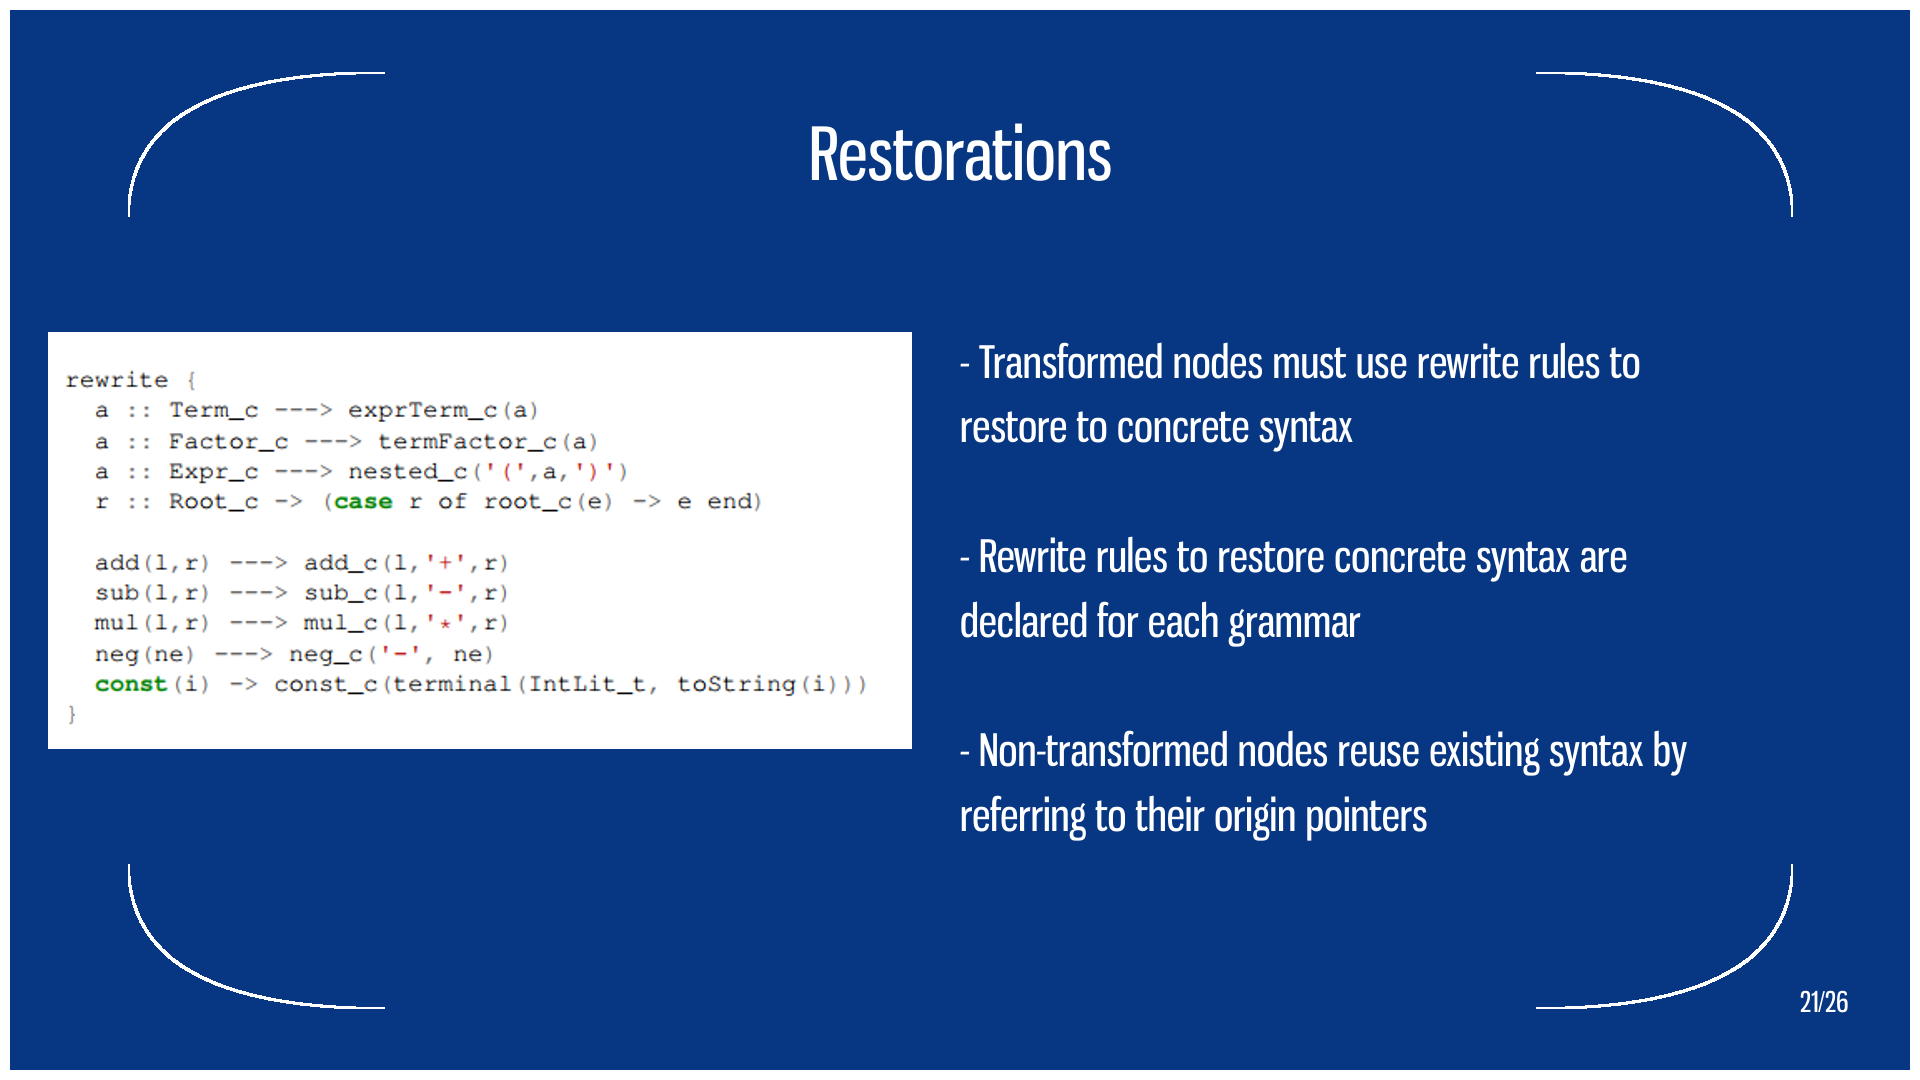 Restorations
rewrite {
  a :: Term_c ---> exprTerm_c(a)
  a :: Factor_c ---> termFactor_c(a)
  a :: Expr_c ---> nested_c('(',a,')')
  r :: Root_c -> (case r of root_c(e) -> e end)
  add(l,r) ---> add_c(l,'+',r)
  sub(l,r) ---> sub_c(l,'-',r)
  mul(l,r) ---> mul_c(l,'*',r)
  neg(ne) ---> neg_c('-', ne)
  const(i) -> const_c(terminal(IntLit_t, toString(i)))
}
- Transformed nodes must use rewrite rules to
restore to concrete syntax
- Rewrite rules to restore concrete syntax are
declared for each grammar
- Non-transformed nodes reuse existing syntax by
referring to their origin pointers
21/26